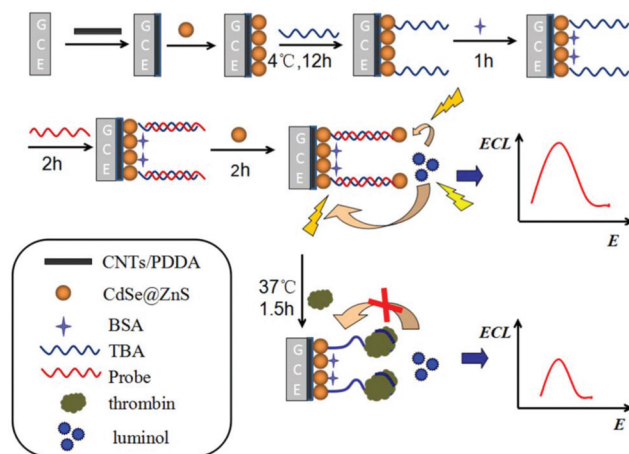 GCE
GCE
GCE
4℃,12h
GCE
1h
GCE
2h
GCE
2h
GCE
ECL
E
CNTs/PDDA
CdSe@ZnS
BSA
TBA
Probe
thrombin
luminol
37℃
1.5h
GCE
ECL
E